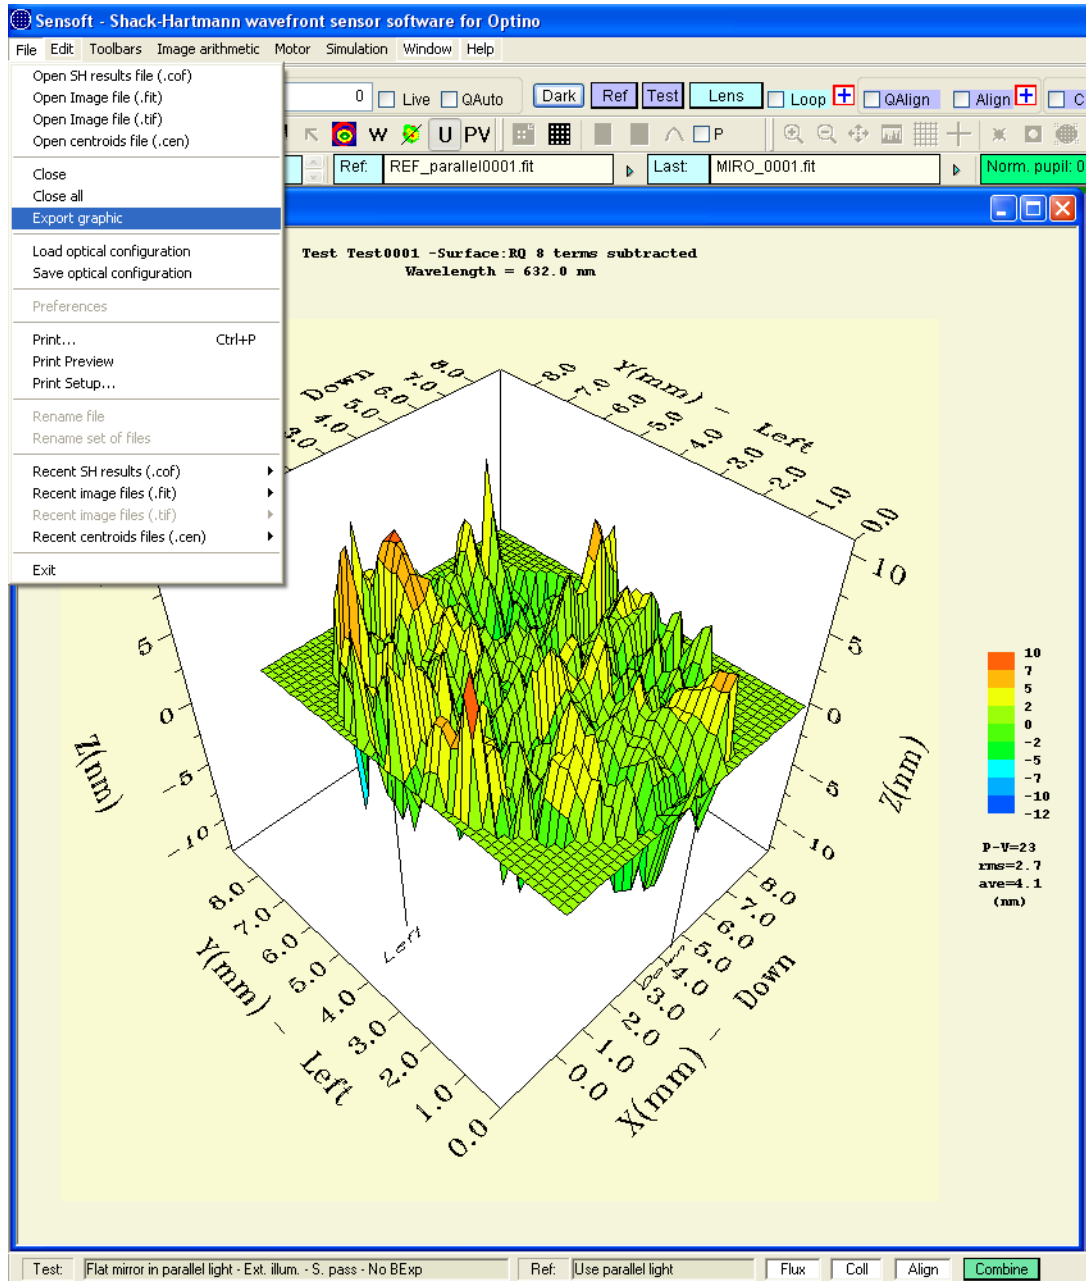 Sensoft - Shack-Hartmann wavefront sensor software for Optino
File Edit Toolbars Image arithmetic Motor Simulation Window Help
Open SH results file (.cof)
Open Image file (.fit)
Open Image file (.tif)
Open centroids file (.cen)
Close
Close all
Export graphic
Load optical configuration
Save optical configuration
Preferences
Print... Ctrl+P
Print Preview
Print Setup...
Rename file
Rename set of files
Recent SH results (.cof)
Recent image files (.fit)
Recent image files (.tif)
Recent centroids files (.cen)
Exit
0 Live QAuto Dark Ref Test Lens Loop QAlign Align C
W U PV P
Ref: REF_parallel0001.fit Last: MIRO_0001.fit Norm. pupil: 0
Test Test0001 -Surface:RQ 8 terms subtracted
Wavelength = 632.0 nm
Down 3.0 4.0 5.0 6.0 7.0 8.0
Y(mm) - Left
8.0 7.0 6.0 5.0 4.0 3.0 2.0 1.0 0.0
10 5 0 -5 10
Z(nm)
5 0 -5 -10
Z(nm)
10
7
5
2
0
-2
-5
-7
-10
-12
P-V=23
rms=2.7
ave=4.1
(nm)
Left
Down
8.0 7.0 6.0 5.0 4.0 3.0 2.0 1.0 0.0
Y(mm) - Left
8.0 7.0 6.0 5.0 4.0 3.0 2.0 1.0 0.0
X(mm) - Down
Test: Flat mirror in parallel light - Ext. illum. - S. pass - No BExp Ref: Use parallel light Flux Coll Align Combine